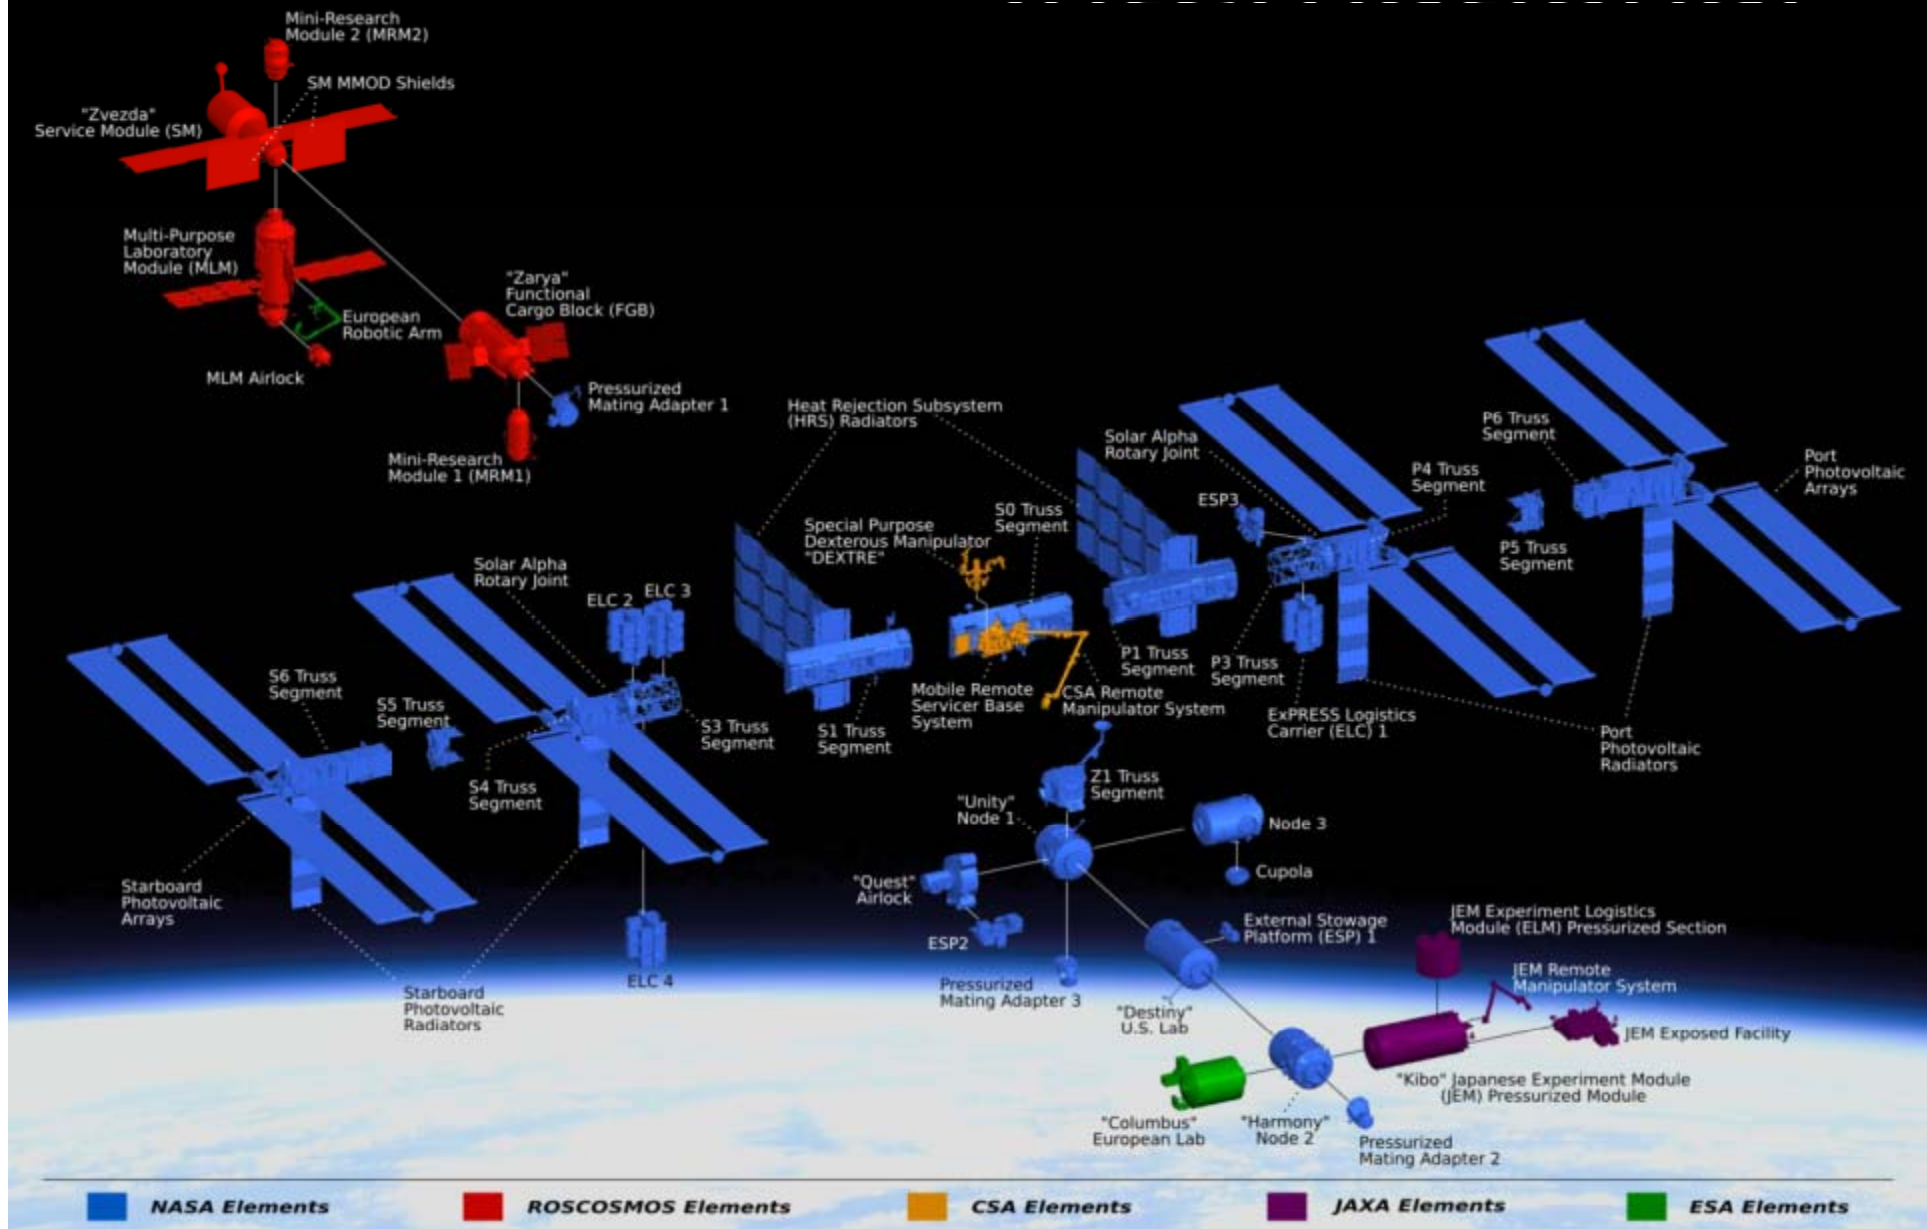 Mini-Research
Module 2 (MRM2)
SM MMOD Shields
"Zvezda"
Service Module (SM)
Multi-Purpose
Laboratory
Module (MLM)
European
Robotic Arm
MLM Airlock
"Zarya"
Functional
Cargo Block (FGB)
Pressurized
Mating Adapter 1
Mini-Research
Module 1 (MRM1)
Heat Rejection Subsystem
(HRS) Radiators
Solar Alpha
Rotary Joint
P6 Truss
Segment
P4 Truss
Segment
Port
Photovoltaic
Arrays
ESP3
S0 Truss
Segment
Special Purpose
Dexterous Manipulator
"DEXTRE"
P5 Truss
Segment
Solar Alpha
Rotary Joint
ELC 2
ELC 3
S6 Truss
Segment
S5 Truss
Segment
S4 Truss
Segment
S3 Truss
Segment
S1 Truss
Segment
Mobile Remote
Servicer Base
System
CSA Remote
Manipulator System
P1 Truss
Segment
P3 Truss
Segment
ExPRESS Logistics
Carrier (ELC) 1
Port
Photovoltaic
Radiators
Z1 Truss
Segment
"Unity"
Node 1
Node 3
Cupola
"Quest"
Airlock
ESP2
Starboard
Photovoltaic
Arrays
Starboard
Photovoltaic
Radiators
ELC 4
Pressurized
Mating Adapter 3
External Stowage
Platform (ESP) 1
"Destiny"
U.S. Lab
JEM Experiment Logistics
Module (ELM) Pressurized Section
JEM Remote
Manipulator System
JEM Exposed Facility
"Kibo" Japanese Experiment Module
(JEM) Pressurized Module
"Columbus"
European Lab
"Harmony"
Node 2
Pressurized
Mating Adapter 2
NASA Elements
ROSCOSMOS Elements
CSA Elements
JAXA Elements
ESA Elements